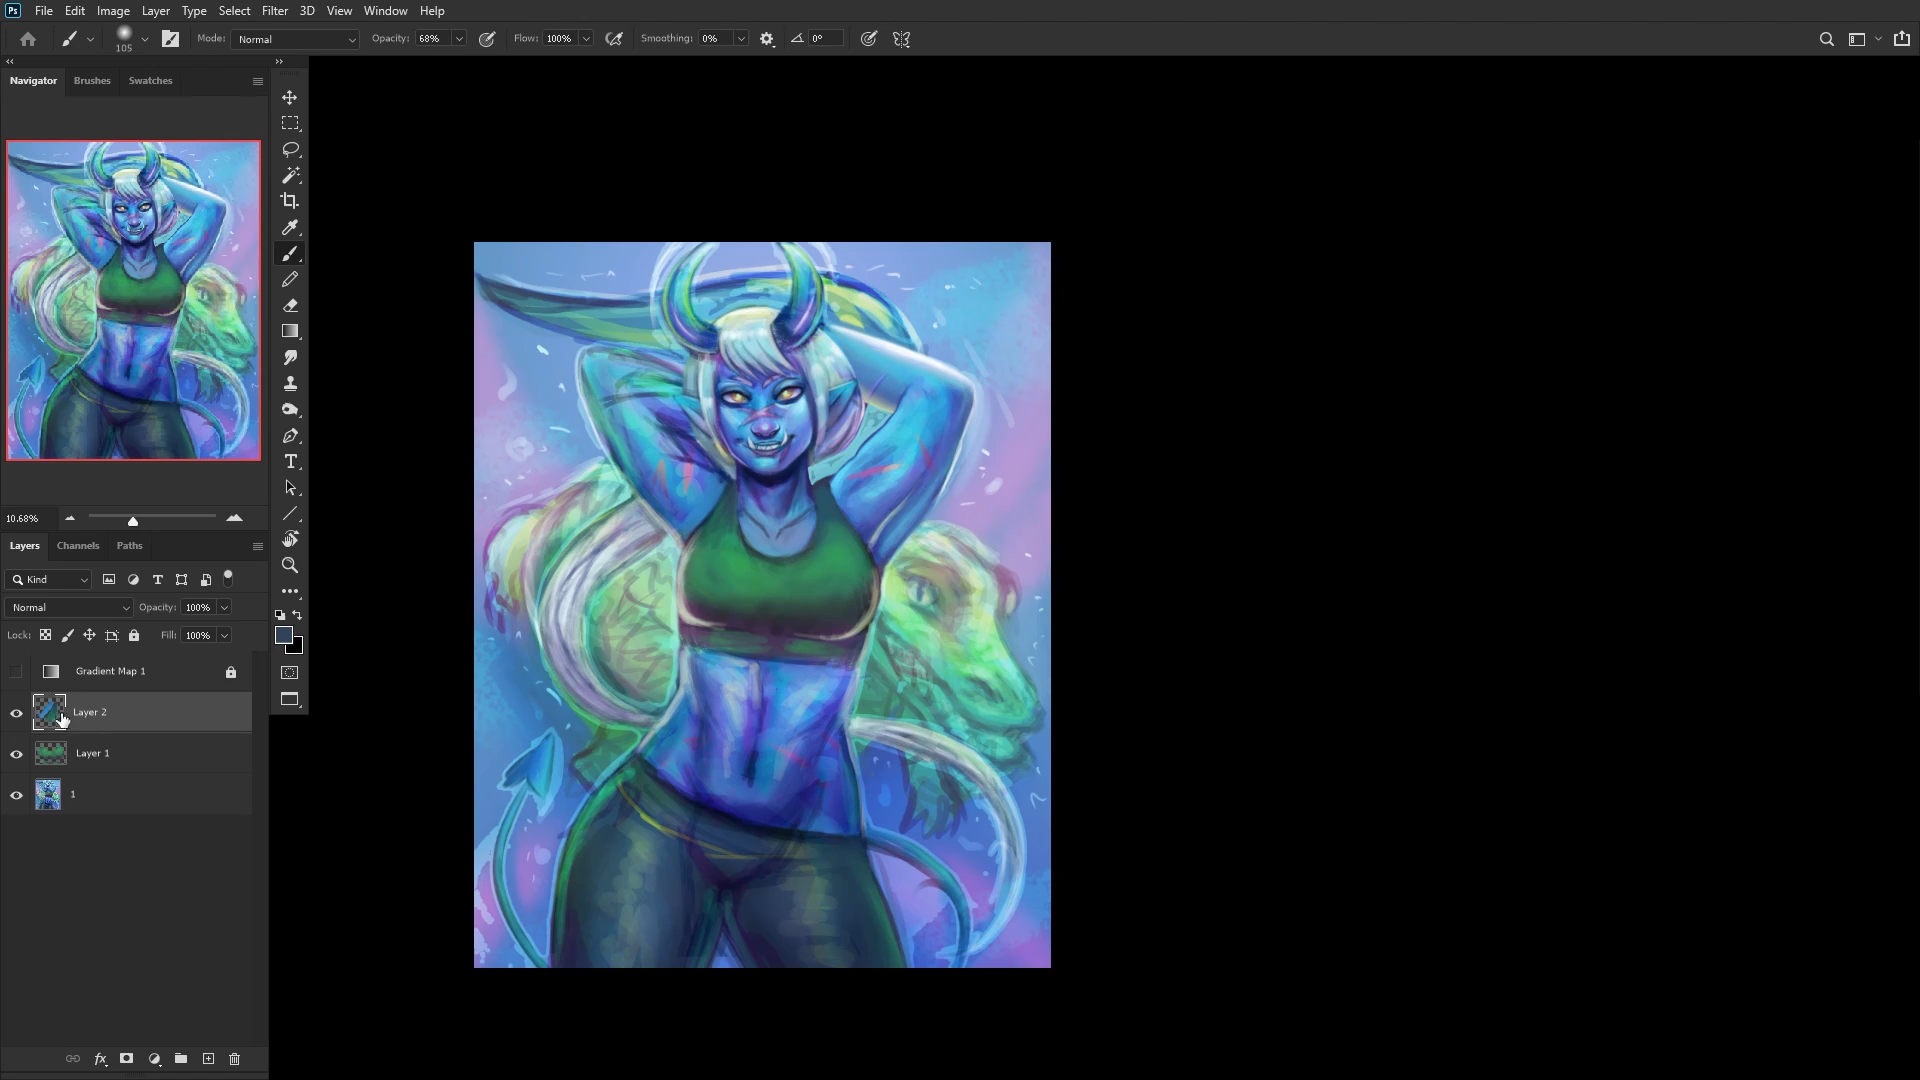 Ps File Edit Image Layer Type Select Filter 3D View Window Help
105 Mode: Normal Opacity: 68% Flow: 100% Smoothing: 0% 0°
Navigator Brushes Swatches
10.68%
Layers Channels Paths
Kind T
Normal Opacity: 100%
Lock: Fill: 100%
Gradient Map 1
Layer 2
Layer 1
1
fx